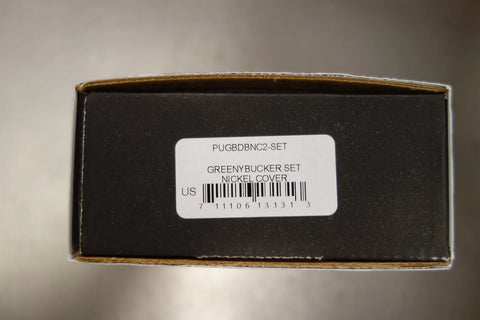 PUGBDBNC2-SET
GREENYBUCKER SET
NICKEL COVER
US
7 11106 13131 3